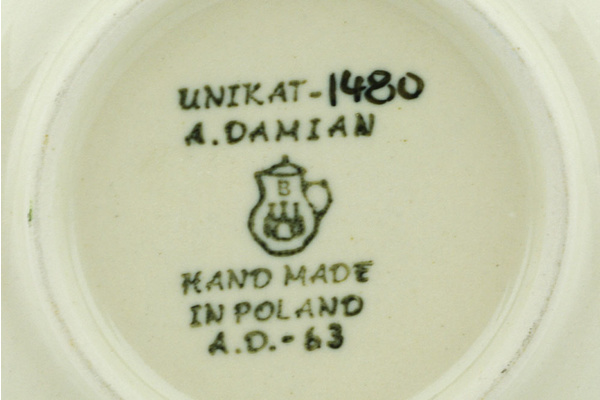 UNIKAT-1480
A. DAMIAN
B
HAND MADE
IN POLAND
A.D.-63